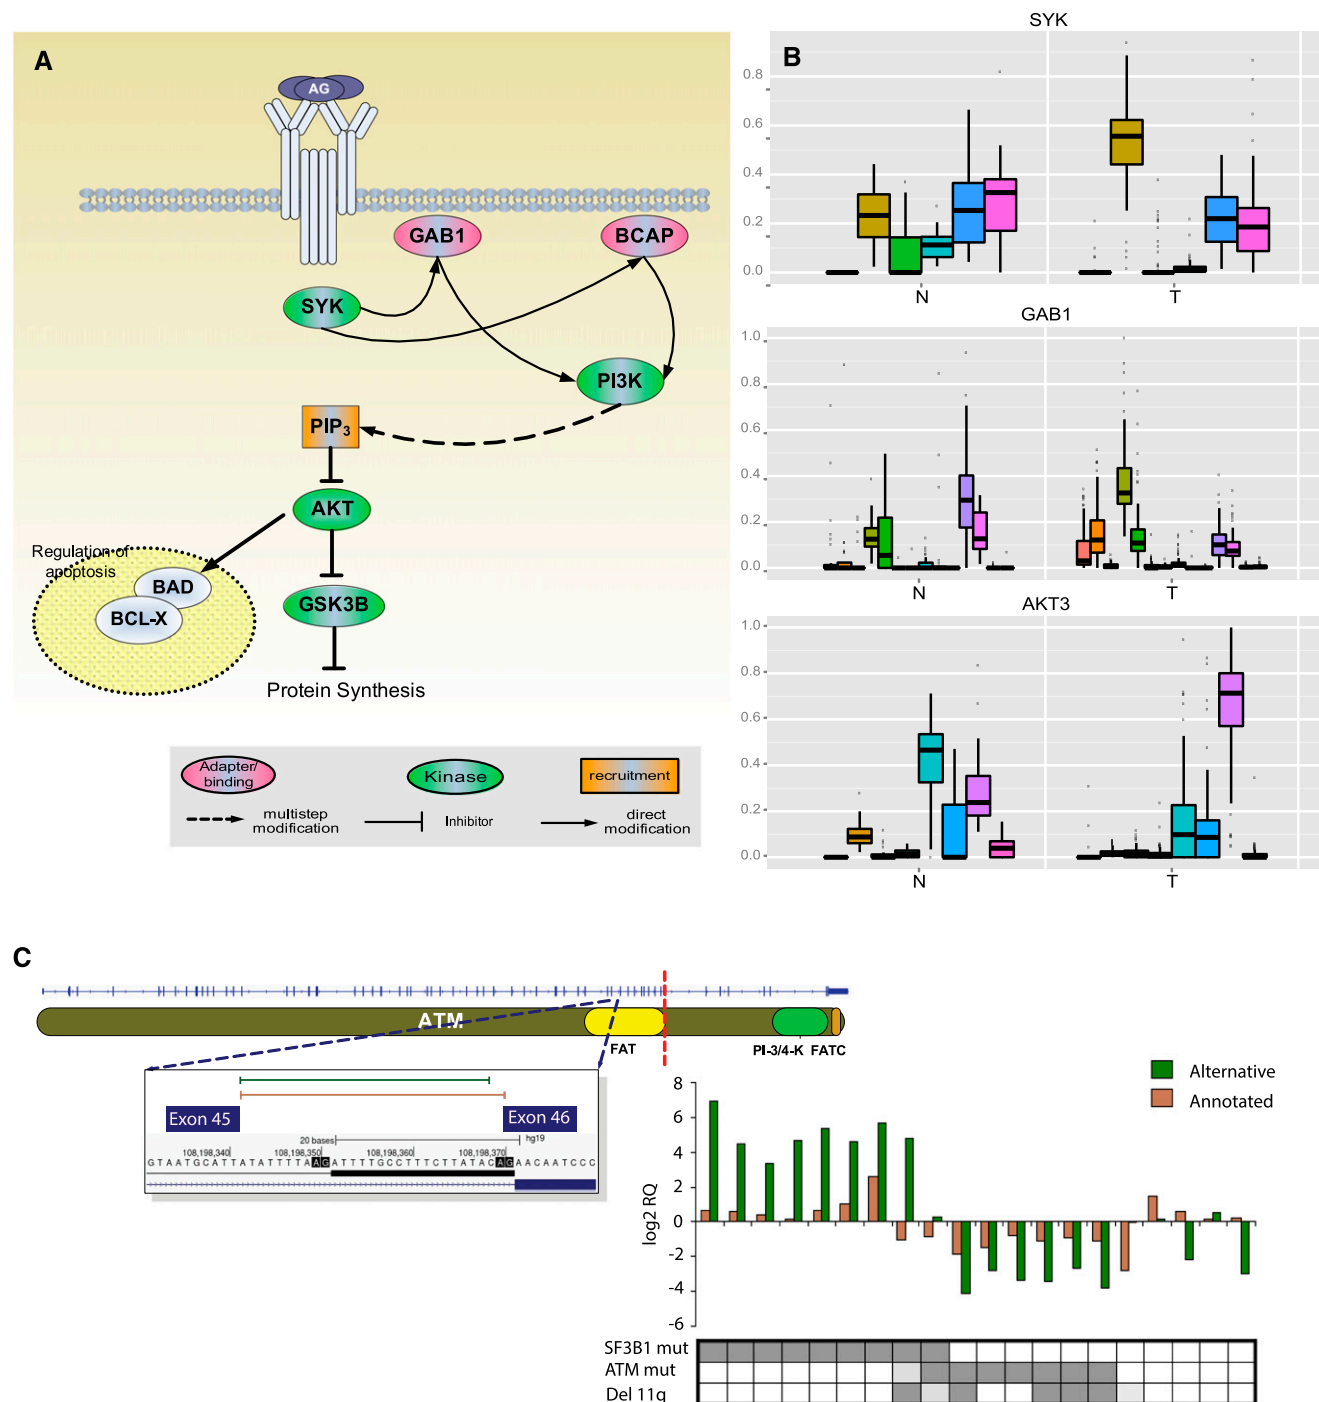 A
AG
GAB1
BCAP
SYK
PI3K
PIP3
AKT
Regulation of
apoptosis
BAD
BCL-X
GSK3B
Protein Synthesis
Adapter/
binding
Kinase
recruitment
multistep
modification
Inhibitor
direct
modification
B
SYK
0.8
0.6
0.4
0.2
0.0
N
T
GAB1
1.0
0.8
0.6
0.4
0.2
0.0
N
T
AKT3
1.0
0.8
0.6
0.4
0.2
0.0
N
T
C
ATM
FAT
PI-3/4-K FATC
Exon 45
Exon 46
20 bases
hg19
108,198,340
108,198,350
108,198,360
108,198,370
GTAATGCATTATATTTTAAGATTTTGCCTTCTTATACAGAACAATCCC
Alternative
Annotated
8
6
4
2
0
-2
-4
-6
log2 RQ
SF3B1 mut
ATM mut
Del 11q